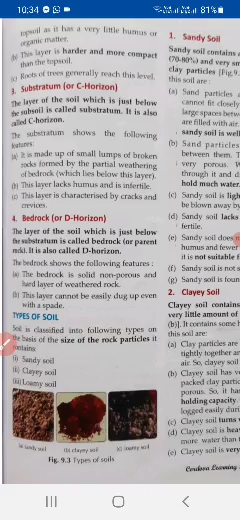 10:34
81%
topsoil as it has a very little humus or
organic matter.
(b) This layer is harder and more compact
than the topsoil.
(c) Roots of trees generally reach this level.
3. Substratum (or C-Horizon)
The layer of the soil which is just below
the subsoil is called substratum. It is also
called C-horizon.
The substratum shows the following
features:
(a) It is made up of small lumps of broken
rocks formed by the partial weathering
of bedrock (which lies below this layer).
(b) This layer lacks humus and is infertile.
(c) This layer is characterised by cracks and
crevices.
4. Bedrock (or D-Horizon)
The layer of the soil which is just below
the substratum is called bedrock (or parent
rock). It is also called D-horizon.
The bedrock shows the following features :
(a) The bedrock is solid non-porous and
hard layer of weathered rock.
(b) This layer cannot be easily dug up even
with a spade.
TYPES OF SOIL
Soil is classified into following types on
the basis of the size of the rock particles it
contains:
(i) Sandy soil
(ii) Clayey soil
(iii) Loamy soil
(a) sandy soil (b) clayey soil (c) loamy soil
Fig. 9.3 Types of soils
1. Sandy Soil
Sandy soil contains
(70-80%) and very sm
clay particles (Fig.9.
this soil are :
(a) Sand particles
cannot fit closely
large spaces betw
are filled with air.
sandy soil is well
(b) Sand particles
between them. T
very porous. W
through it and d
hold much water.
(c) Sandy soil is ligh
be blown away by
(d) Sandy soil lacks
fertile.
(e) Sandy soil does
humus and fewer
it is not suitable f
(f) Sandy soil is not s
(g) Sandy soil is foun
2. Clayey Soil
Clayey soil contains
very little amount of
(b)]. It contains some h
this soil are:
(a) Clay particles are
tightly together an
air. So, clayey soil
(b) Clayey soil has v
packed clay partic
porous. So, it has
holding capacity.
logged easily durin
(c) Clayey soil turns
(d) Clayey soil is hea
more water than
(e) Clayey soil is very
Cordova Learning